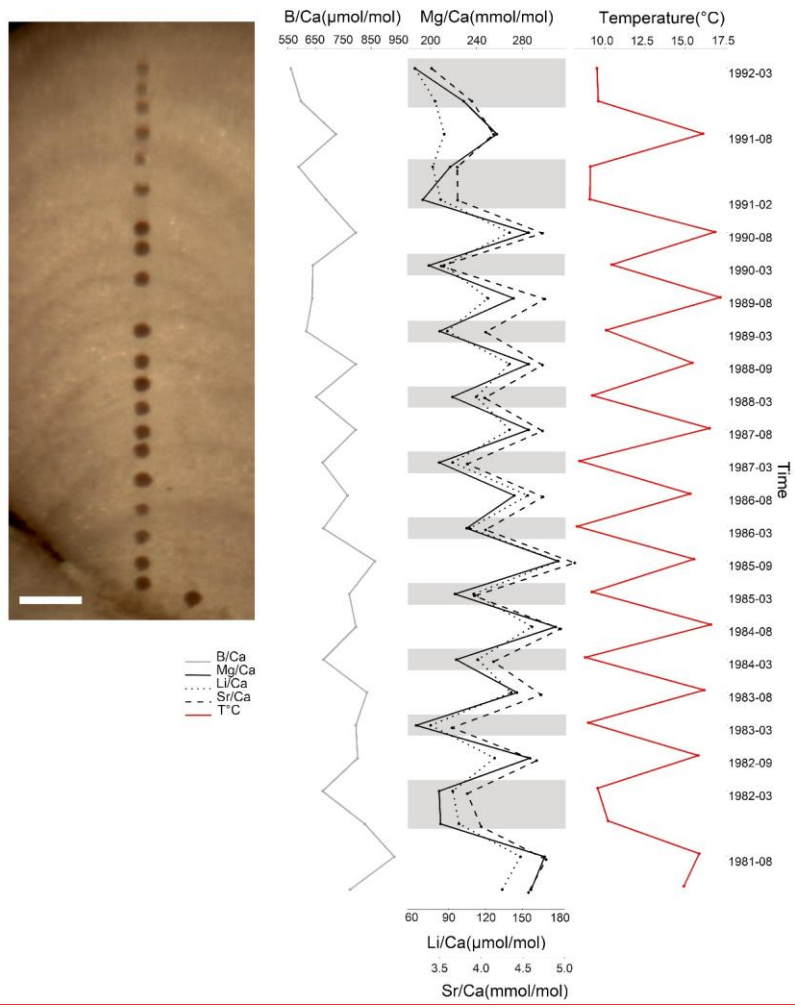 B/Ca(μmol/mol) Mg/Ca(mmol/mol) Temperature(°C)
550 650 750 850 950 200 240 280 10.0 12.5 15.0 17.5
1992-03
1991-08
1991-02
1990-08
1990-03
1989-08
1989-03
1988-09
1988-03
1987-08
1987-03
Time
1986-08
1986-03
1985-09
1985-03
1984-08
1984-03
1983-08
1983-03
1982-09
1982-03
1981-08
B/Ca
Mg/Ca
Li/Ca
Sr/Ca
T°C
60 90 120 150 180
Li/Ca(μmol/mol)
3.5 4.0 4.5 5.0
Sr/Ca(mmol/mol)